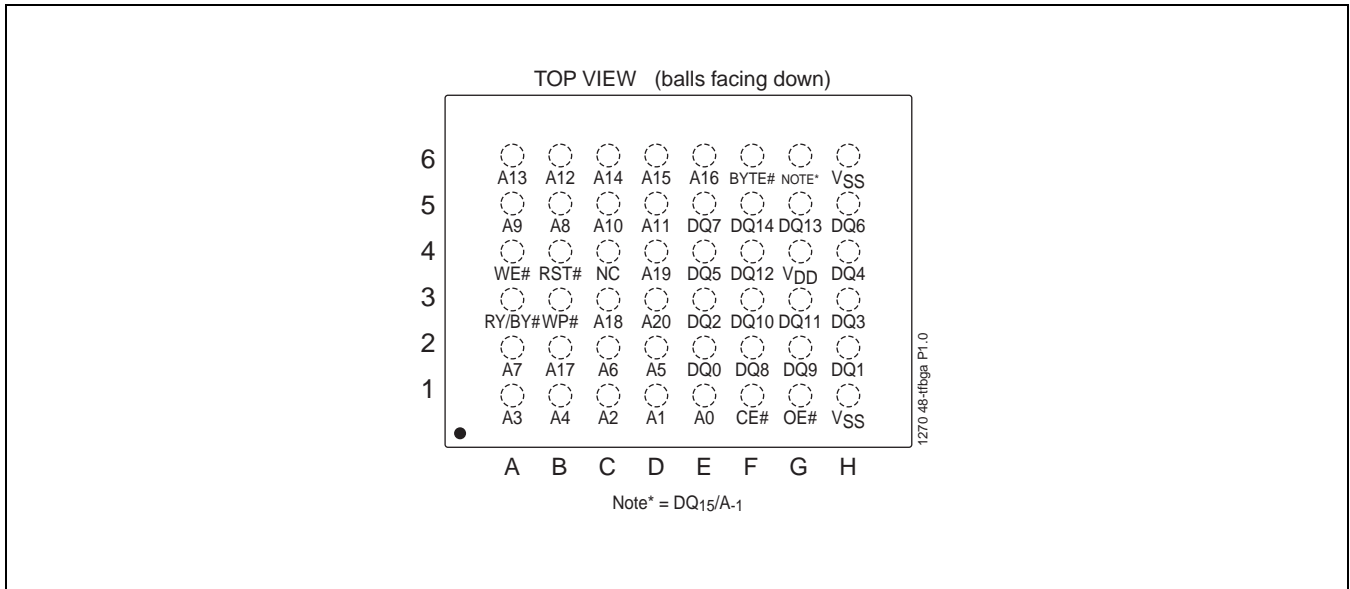 TOP VIEW (balls facing down)
6
A13 A12 A14 A15 A16 BYTE# NOTE* VSS
5
A9 A8 A10 A11 DQ7 DQ14 DQ13 DQ6
4
WE# RST# NC A19 DQ5 DQ12 VDD DQ4
3
RY/BY# WP# A18 A20 DQ2 DQ10 DQ11 DQ3
2
A7 A17 A6 A5 DQ0 DQ8 DQ9 DQ1
1
A3 A4 A2 A1 A0 CE# OE# VSS
A B C D E F G H
Note* = DQ15/A-1
1270 48-tfbga P1.0